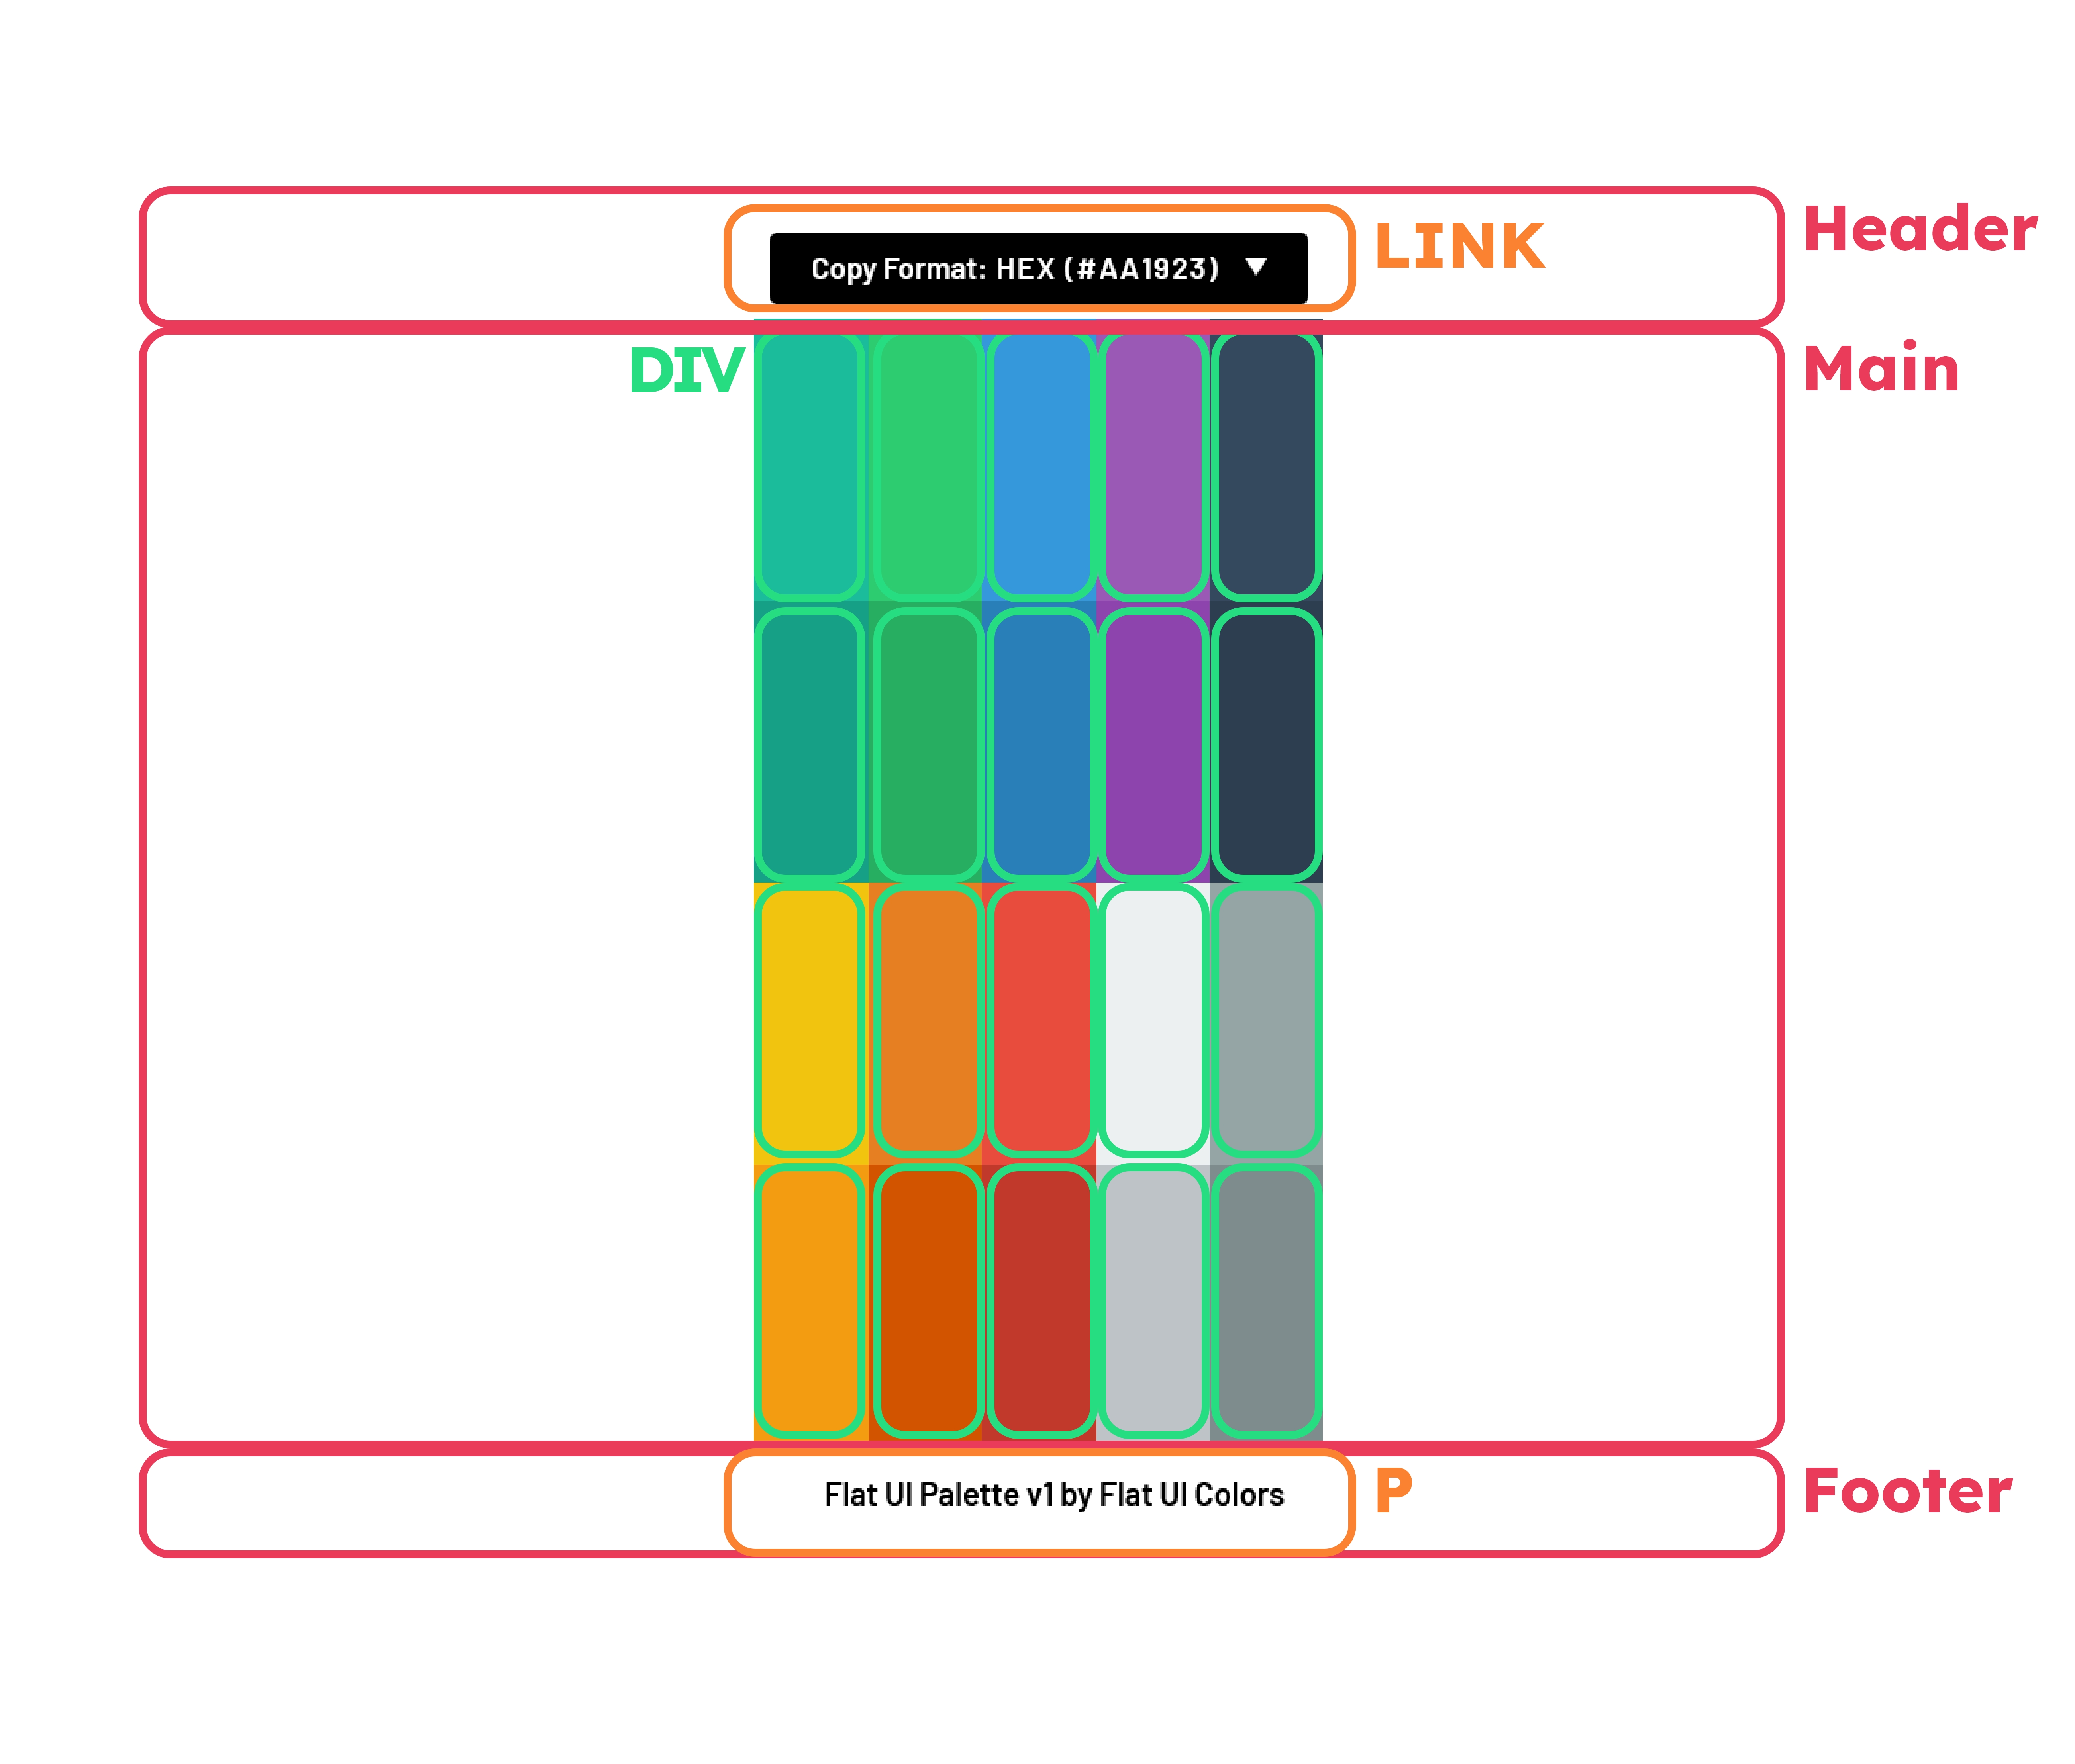 Header
LINK
Copy Format: HEX (#AA1923) ▼
DIV
Main
Flat UI Palette v1 by Flat UI Colors
P
Footer